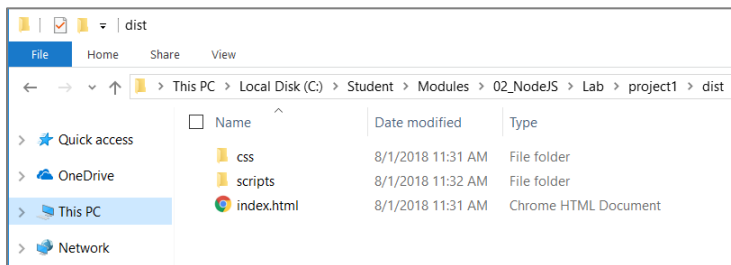 dist
File Home Share View
This PC > Local Disk (C:) > Student > Modules > 02_NodeJS > Lab > project1 > dist
Name Date modified Type
Quick access
css 8/1/2018 11:31 AM File folder
OneDrive
scripts 8/1/2018 11:32 AM File folder
This PC
index.html 8/1/2018 11:31 AM Chrome HTML Document
Network